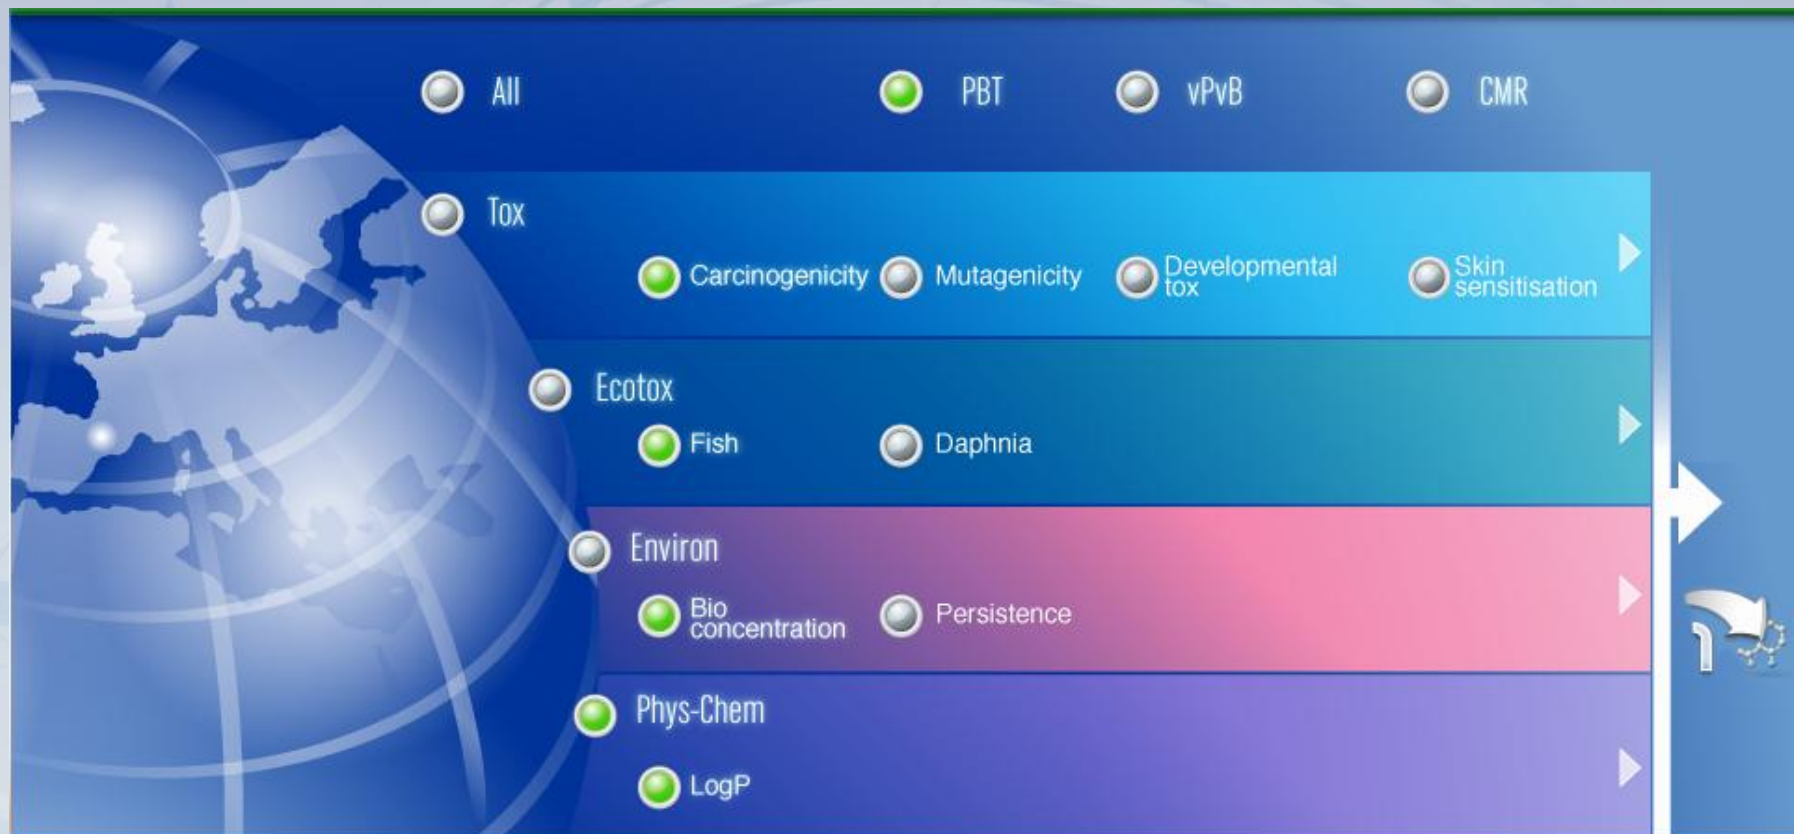 All
PBT
vPvB
CMR
Tox
Carcinogenicity
Mutagenicity
Developmental
tox
Skin
sensitisation
Ecotox
Fish
Daphnia
Environ
Bio
concentration
Persistence
Phys-Chem
LogP